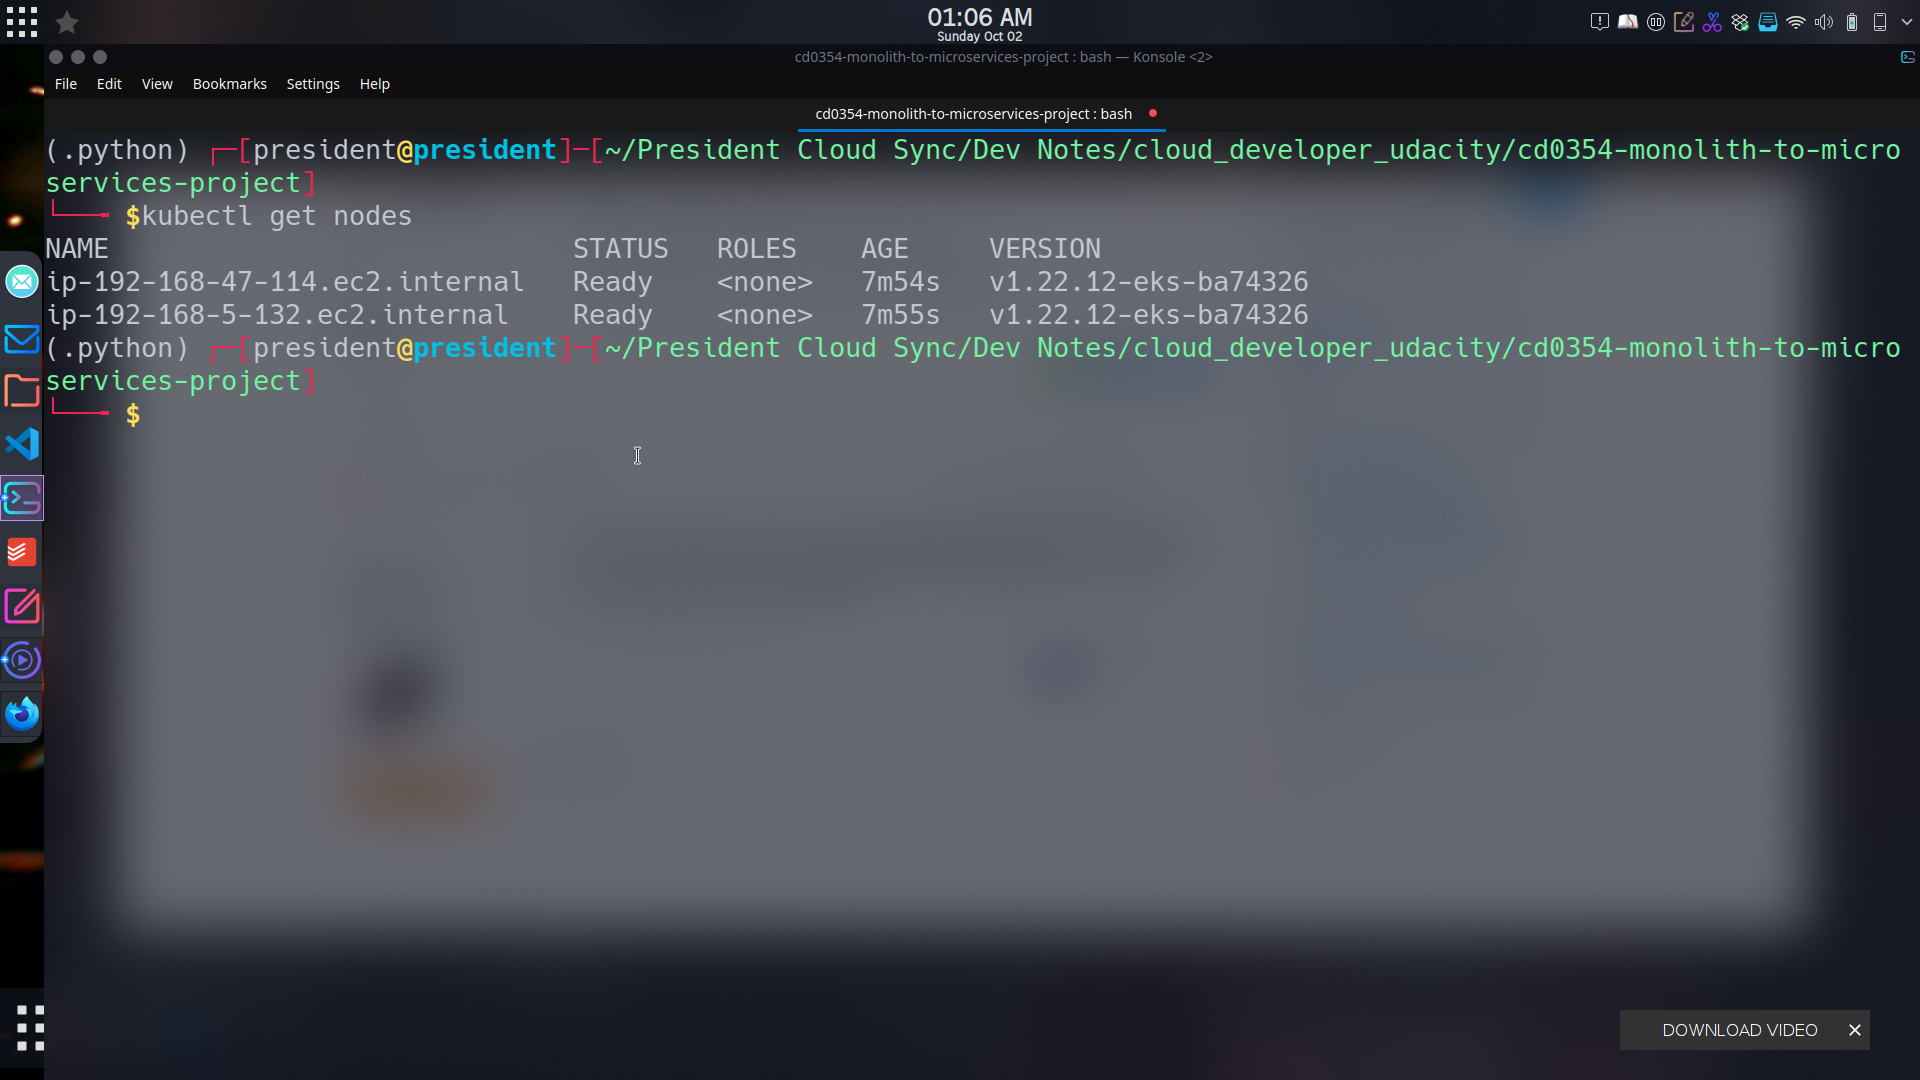 01:06 AM
Sunday Oct 02
cd0354-monolith-to-microservices-project : bash — Konsole <2>
File Edit View Bookmarks Settings Help
cd0354-monolith-to-microservices-project : bash
(.python) ┌─[president@president]─[~/President Cloud Sync/Dev Notes/cloud_developer_udacity/cd0354-monolith-to-micro
services-project]
└──╼ $kubectl get nodes
NAME STATUS ROLES AGE VERSION
ip-192-168-47-114.ec2.internal Ready <none> 7m54s v1.22.12-eks-ba74326
ip-192-168-5-132.ec2.internal Ready <none> 7m55s v1.22.12-eks-ba74326
(.python) ┌─[president@president]─[~/President Cloud Sync/Dev Notes/cloud_developer_udacity/cd0354-monolith-to-micro
services-project]
└──╼ $
DOWNLOAD VIDEO